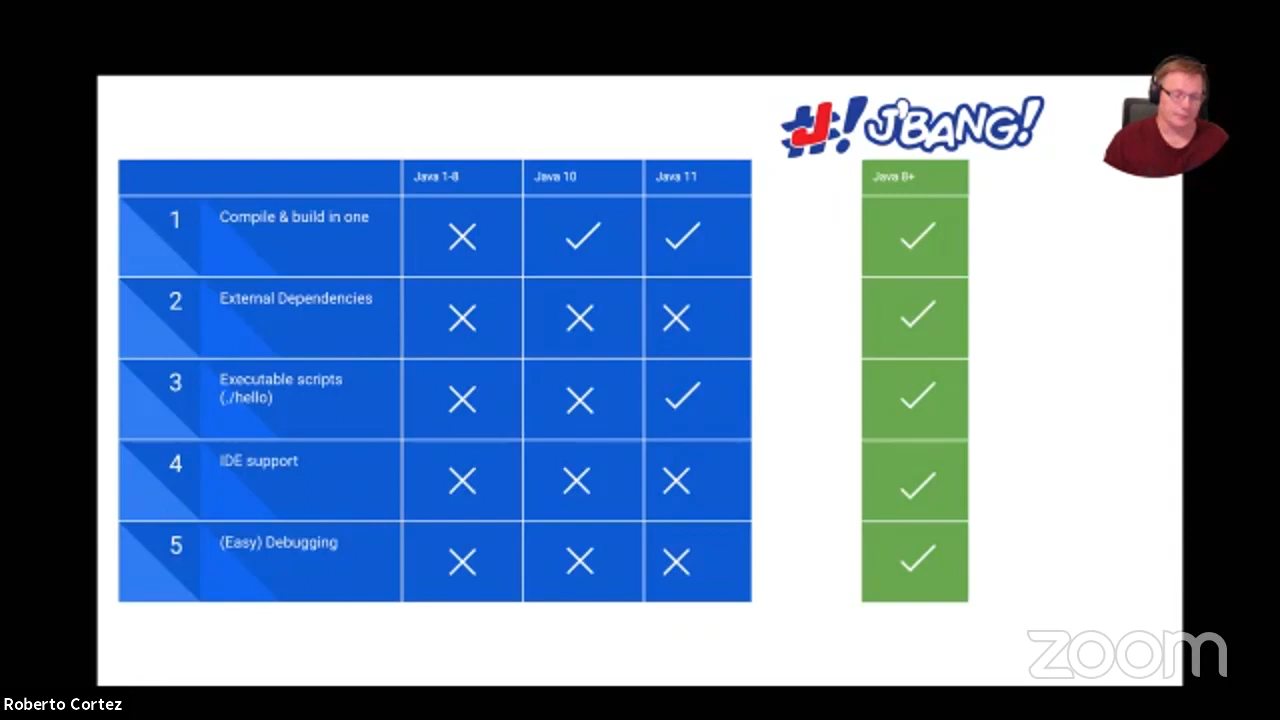 #J! J'BANG!
Java 1-8
Java 10
Java 11
Java 8+
1
Compile & build in one
2
External Dependencies
3
Executable scripts
(./hello)
4
IDE support
5
(Easy) Debugging
zoom
Roberto Cortez